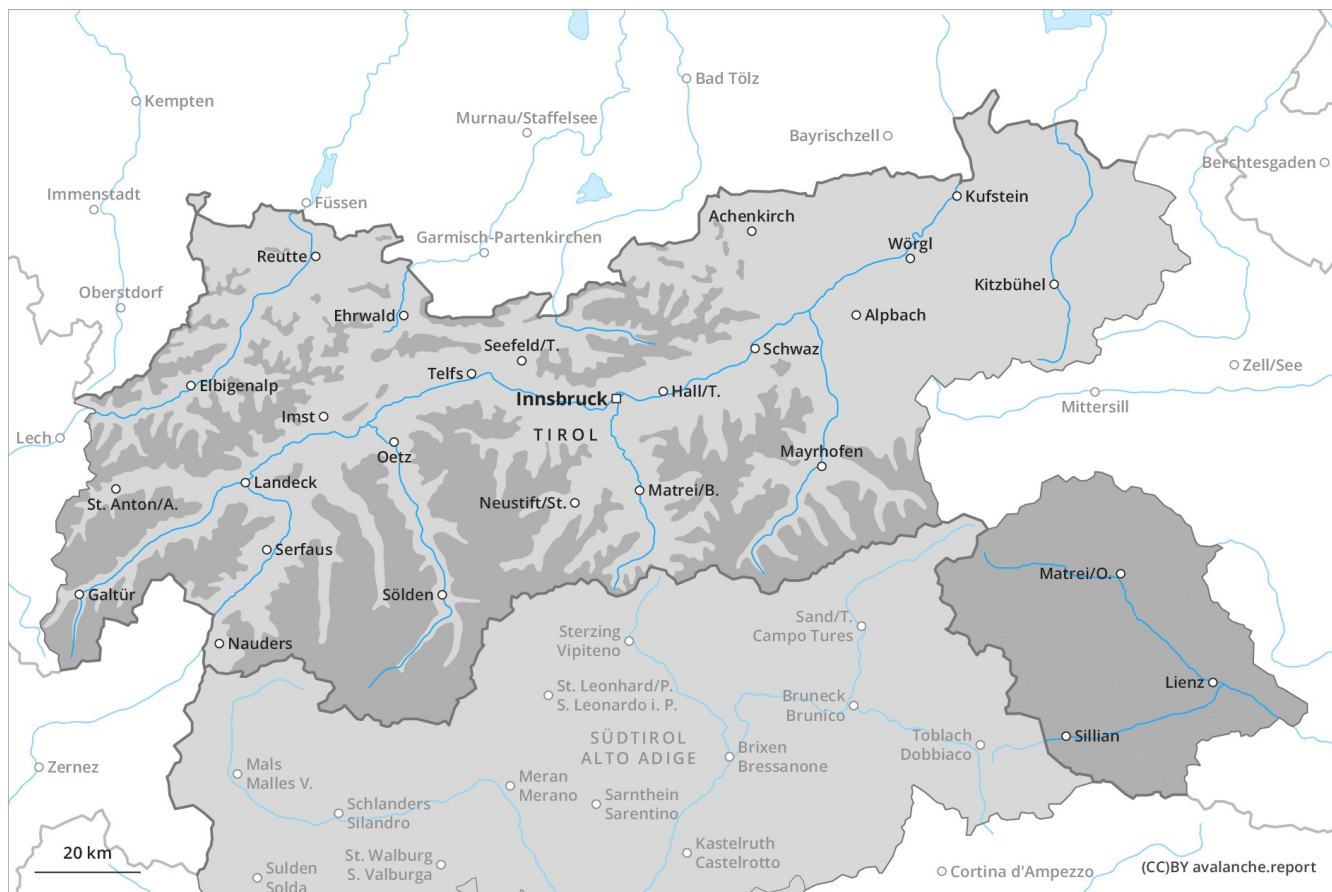 Bad Tölz
Kempten
Murnau/Staffelsee
Bayrischzell
Berchtesgaden
Immenstadt
Füssen
Kufstein
Achenkirch
Garmisch-Partenkirchen
Wörgl
Reutte
Kitzbühel
Oberstdorf
Ehrwald
Alpbach
Seefeld/T.
Schwaz
Zell/See
Telfs
Elbigenalp
Hall/T.
Innsbruck
Mittersill
Imst
TIROL
Lech
Oetz
Mayrhofen
Landeck
Matrei/B.
St. Anton/A.
Neustift/St.
Serfaus
Matrei/O.
Galtür
Sölden
Sand/T.
Campo Tures
Sterzing
Vipiteno
Nauders
Lienz
St. Leonhard/P.
S. Leonardo i. P.
Bruneck
Brunico
SÜDTIROL
ALTO ADIGE
Toblach
Dobbiaco
Sillian
Brixen
Bressanone
Zernez
Mals
Malles V.
Meran
Merano
Sarnthein
Sarentino
Schlanders
Silandro
Kastelruth
Castelrotto
20 km
St. Walburg
S. Valburga
Sulden
Solda
Cortina d'Ampezzo
(CC)BY avalanche.report